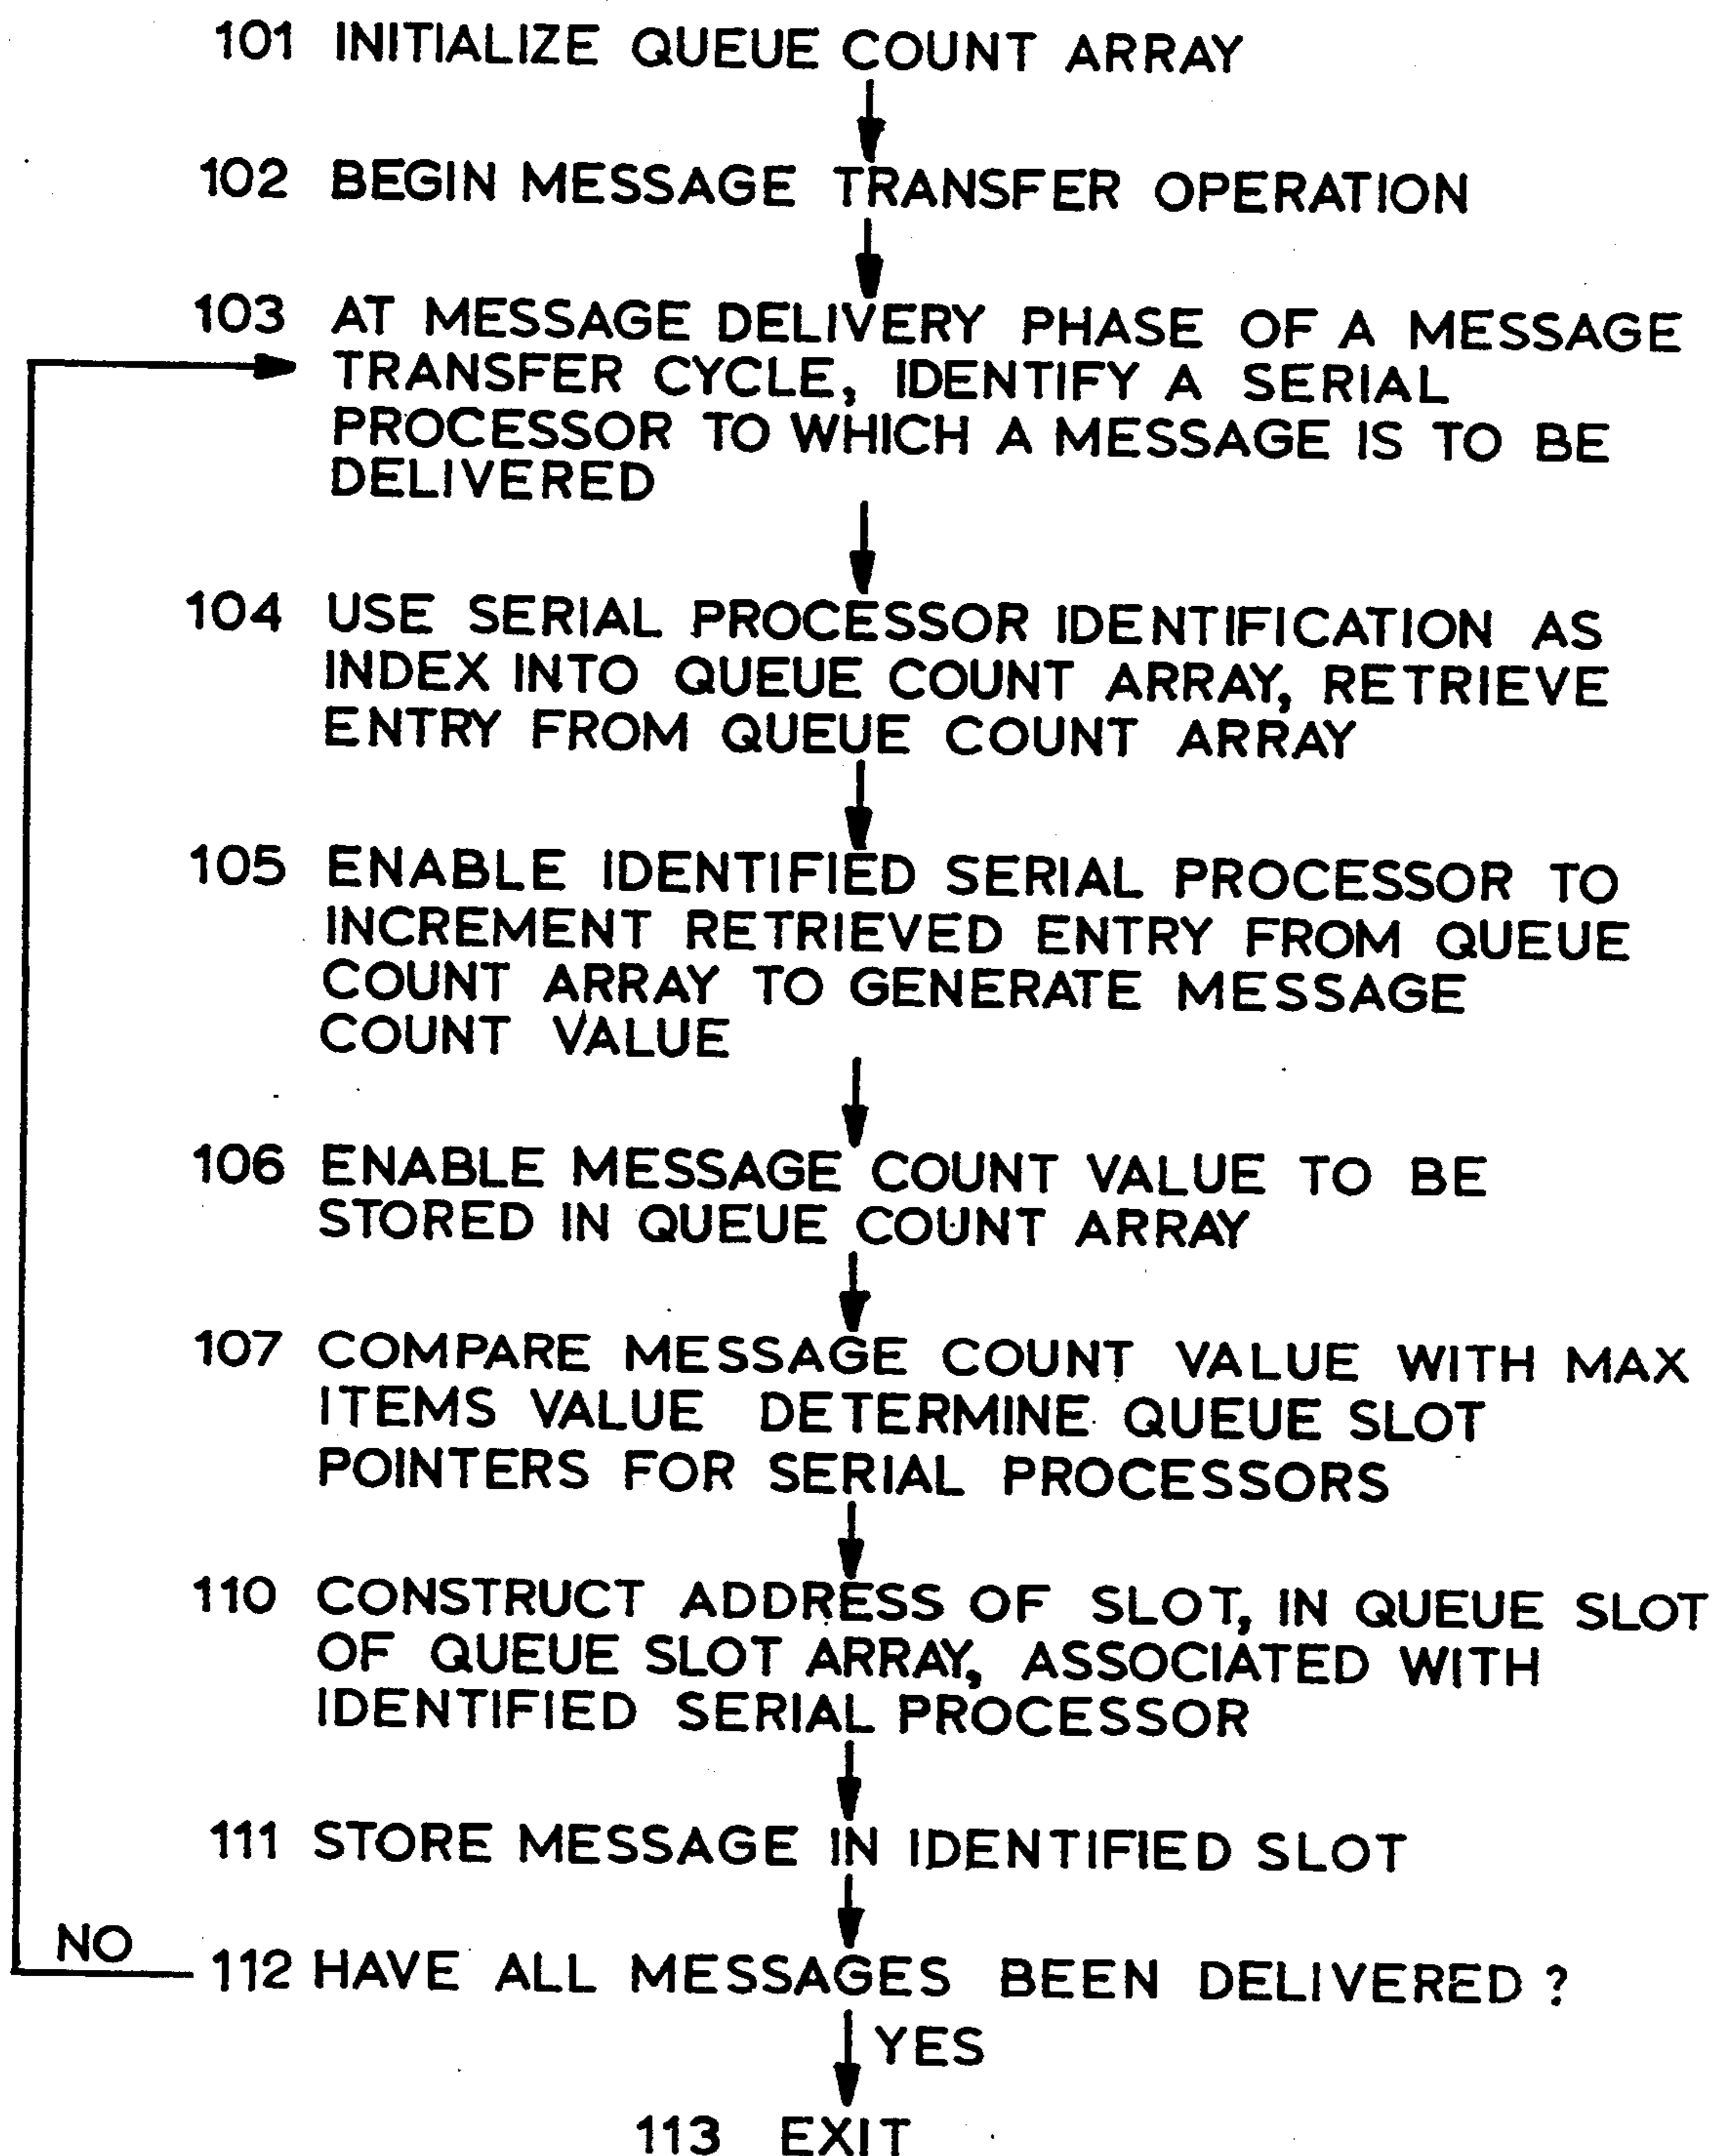 101 INITIALIZE QUEUE COUNT ARRAY
102 BEGIN MESSAGE TRANSFER OPERATION
103 AT MESSAGE DELIVERY PHASE OF A MESSAGE
TRANSFER CYCLE, IDENTIFY A SERIAL
PROCESSOR TO WHICH A MESSAGE IS TO BE
DELIVERED
104 USE SERIAL PROCESSOR IDENTIFICATION AS
INDEX INTO QUEUE COUNT ARRAY, RETRIEVE
ENTRY FROM QUEUE COUNT ARRAY
105 ENABLE IDENTIFIED SERIAL PROCESSOR TO
INCREMENT RETRIEVED ENTRY FROM QUEUE
COUNT ARRAY TO GENERATE MESSAGE
COUNT VALUE
106 ENABLE MESSAGE COUNT VALUE TO BE
STORED IN QUEUE COUNT ARRAY
107 COMPARE MESSAGE COUNT VALUE WITH MAX
ITEMS VALUE DETERMINE QUEUE SLOT
POINTERS FOR SERIAL PROCESSORS
110 CONSTRUCT ADDRESS OF SLOT, IN QUEUE SLOT
OF QUEUE SLOT ARRAY, ASSOCIATED WITH
IDENTIFIED SERIAL PROCESSOR
111 STORE MESSAGE IN IDENTIFIED SLOT
NO
112 HAVE ALL MESSAGES BEEN DELIVERED ?
YES
113 EXIT